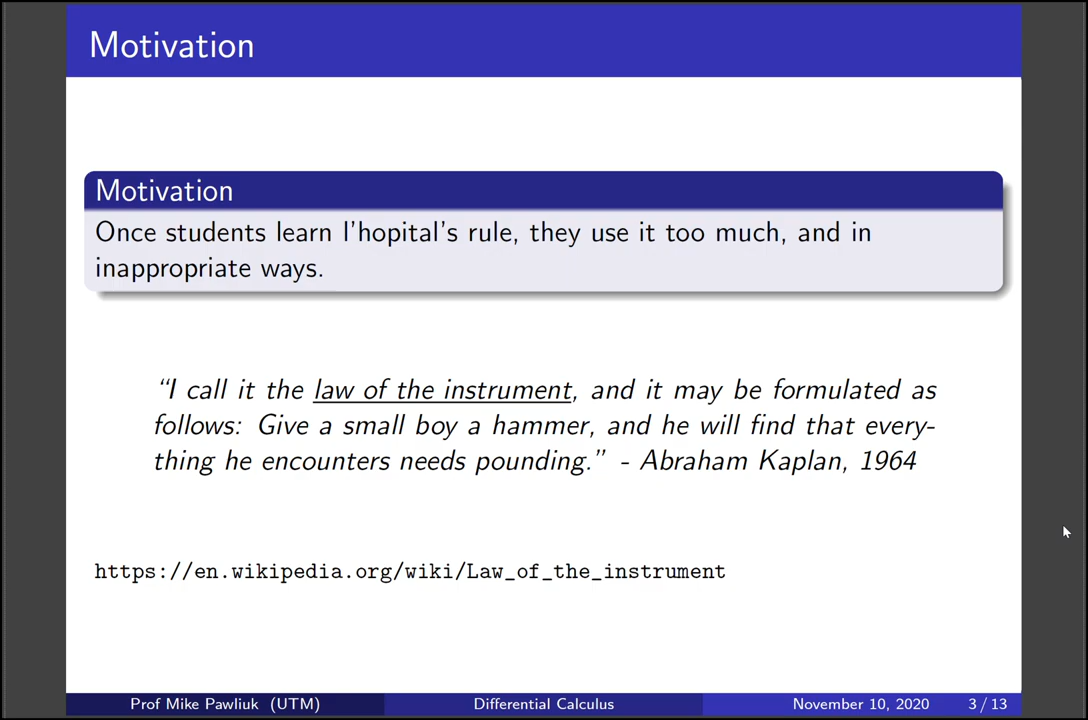 Motivation
Motivation
Once students learn l'hopital's rule, they use it too much, and in
inappropriate ways.
“I call it the law of the instrument, and it may be formulated as
follows: Give a small boy a hammer, and he will find that every-
thing he encounters needs pounding.” - Abraham Kaplan, 1964
https://en.wikipedia.org/wiki/Law_of_the_instrument
Prof Mike Pawliuk (UTM) Differential Calculus November 10, 2020 3 / 13